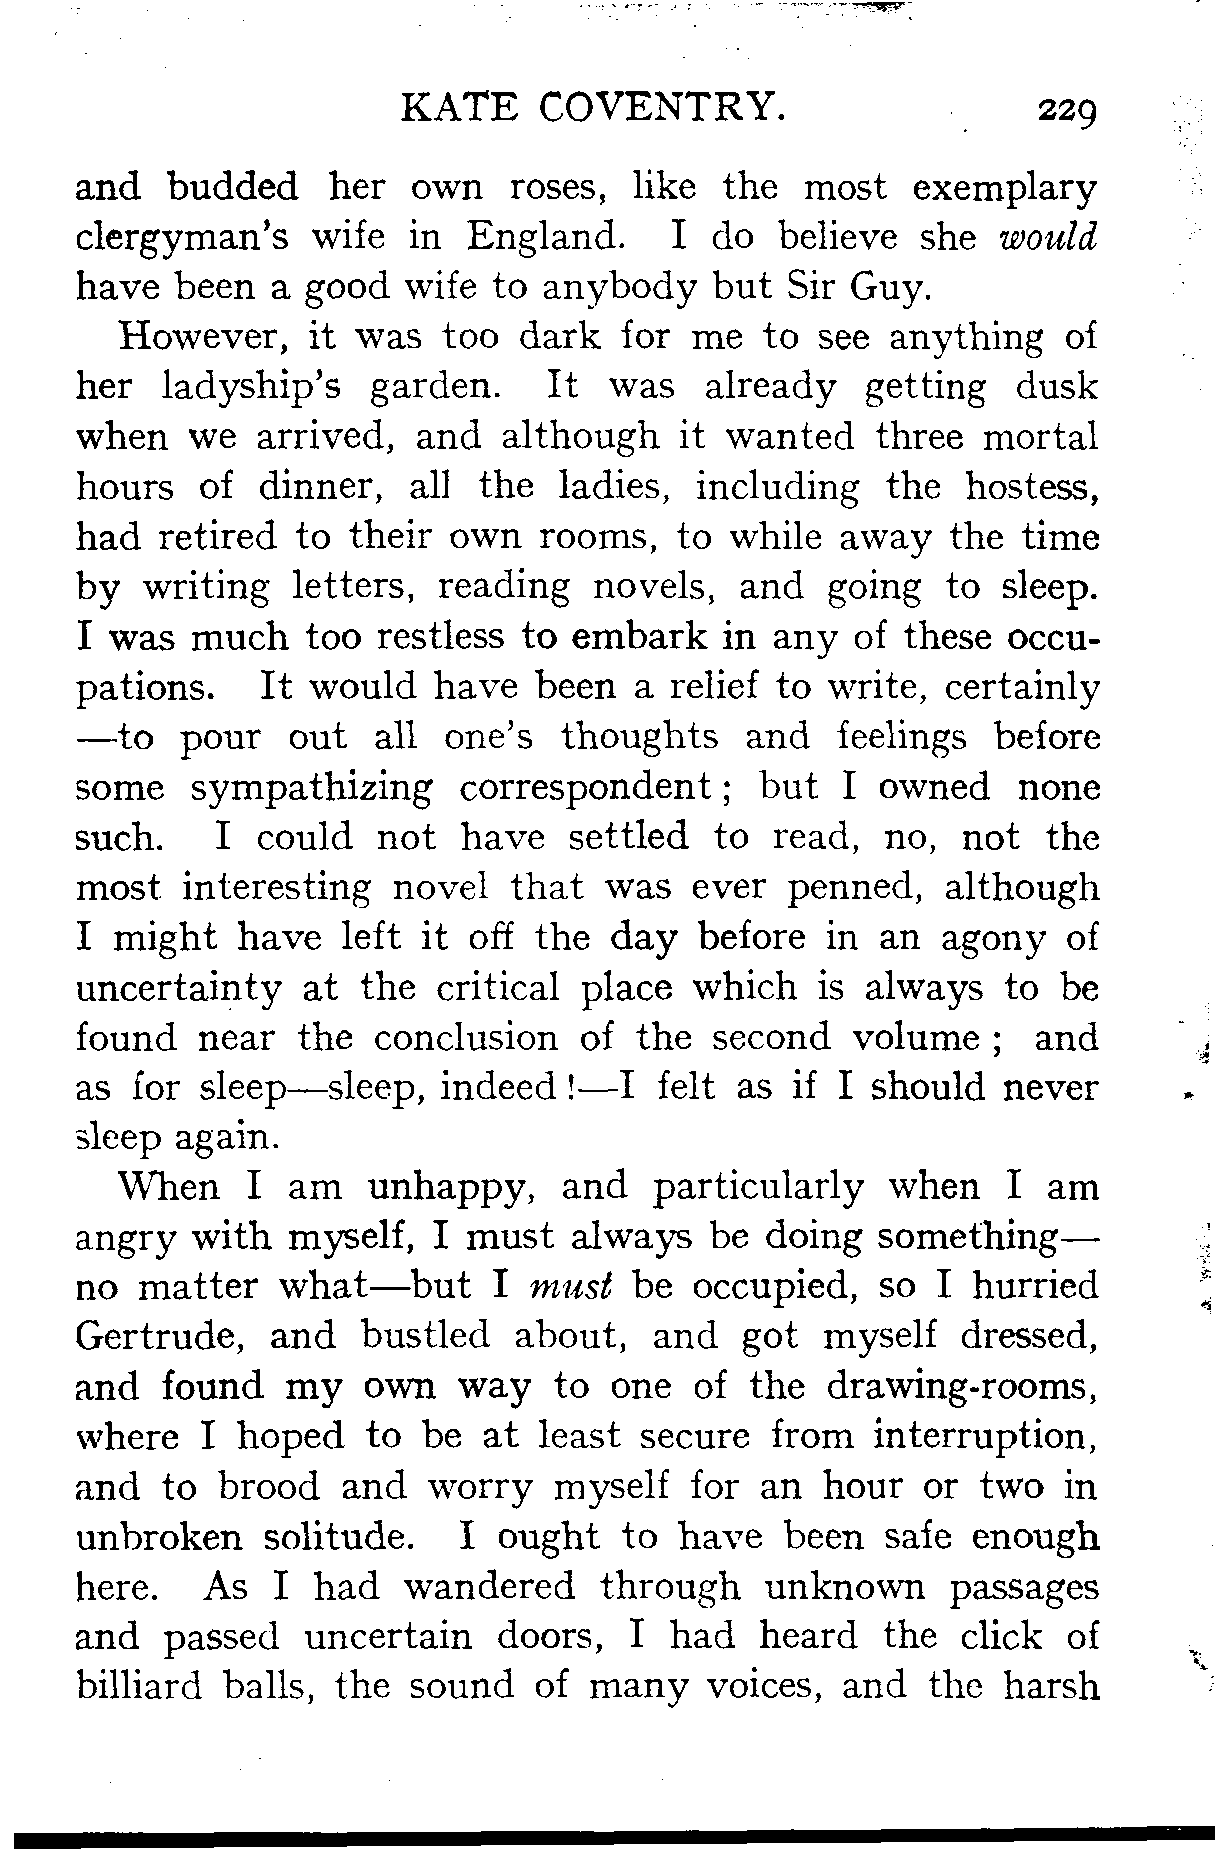 KATE COVENTRY. 229
and budded her own roses, like the most exemplary
clergyman's wife in England. I do believe she would
have been a good wife to anybody but Sir Guy.
However, it was too dark for me to see anything of
her ladyship's garden. It was already getting dusk
when we arrived, and although it wanted three mortal
hours of dinner, all the ladies, including the hostess,
had retired to their own rooms, to while away the time
by writing letters, reading novels, and going to sleep.
I was much too restless to embark in any of these occu-
pations. It would have been a relief to write, certainly
—to pour out all one's thoughts and feelings before
some sympathizing correspondent ; but I owned none
such. I could not have settled to read, no, not the
most interesting novel that was ever penned, although
I might have left it off the day before in an agony of
uncertainty at the critical place which is always to be
found near the conclusion of the second volume ; and
as for sleep—sleep, indeed !—I felt as if I should never
sleep again.
When I am unhappy, and particularly when I am
angry with myself, I must always be doing something—
no matter what—but I must be occupied, so I hurried
Gertrude, and bustled about, and got myself dressed,
and found my own way to one of the drawing-rooms,
where I hoped to be at least secure from interruption,
and to brood and worry myself for an hour or two in
unbroken solitude. I ought to have been safe enough
here. As I had wandered through unknown passages
and passed uncertain doors, I had heard the click of
billiard balls, the sound of many voices, and the harsh